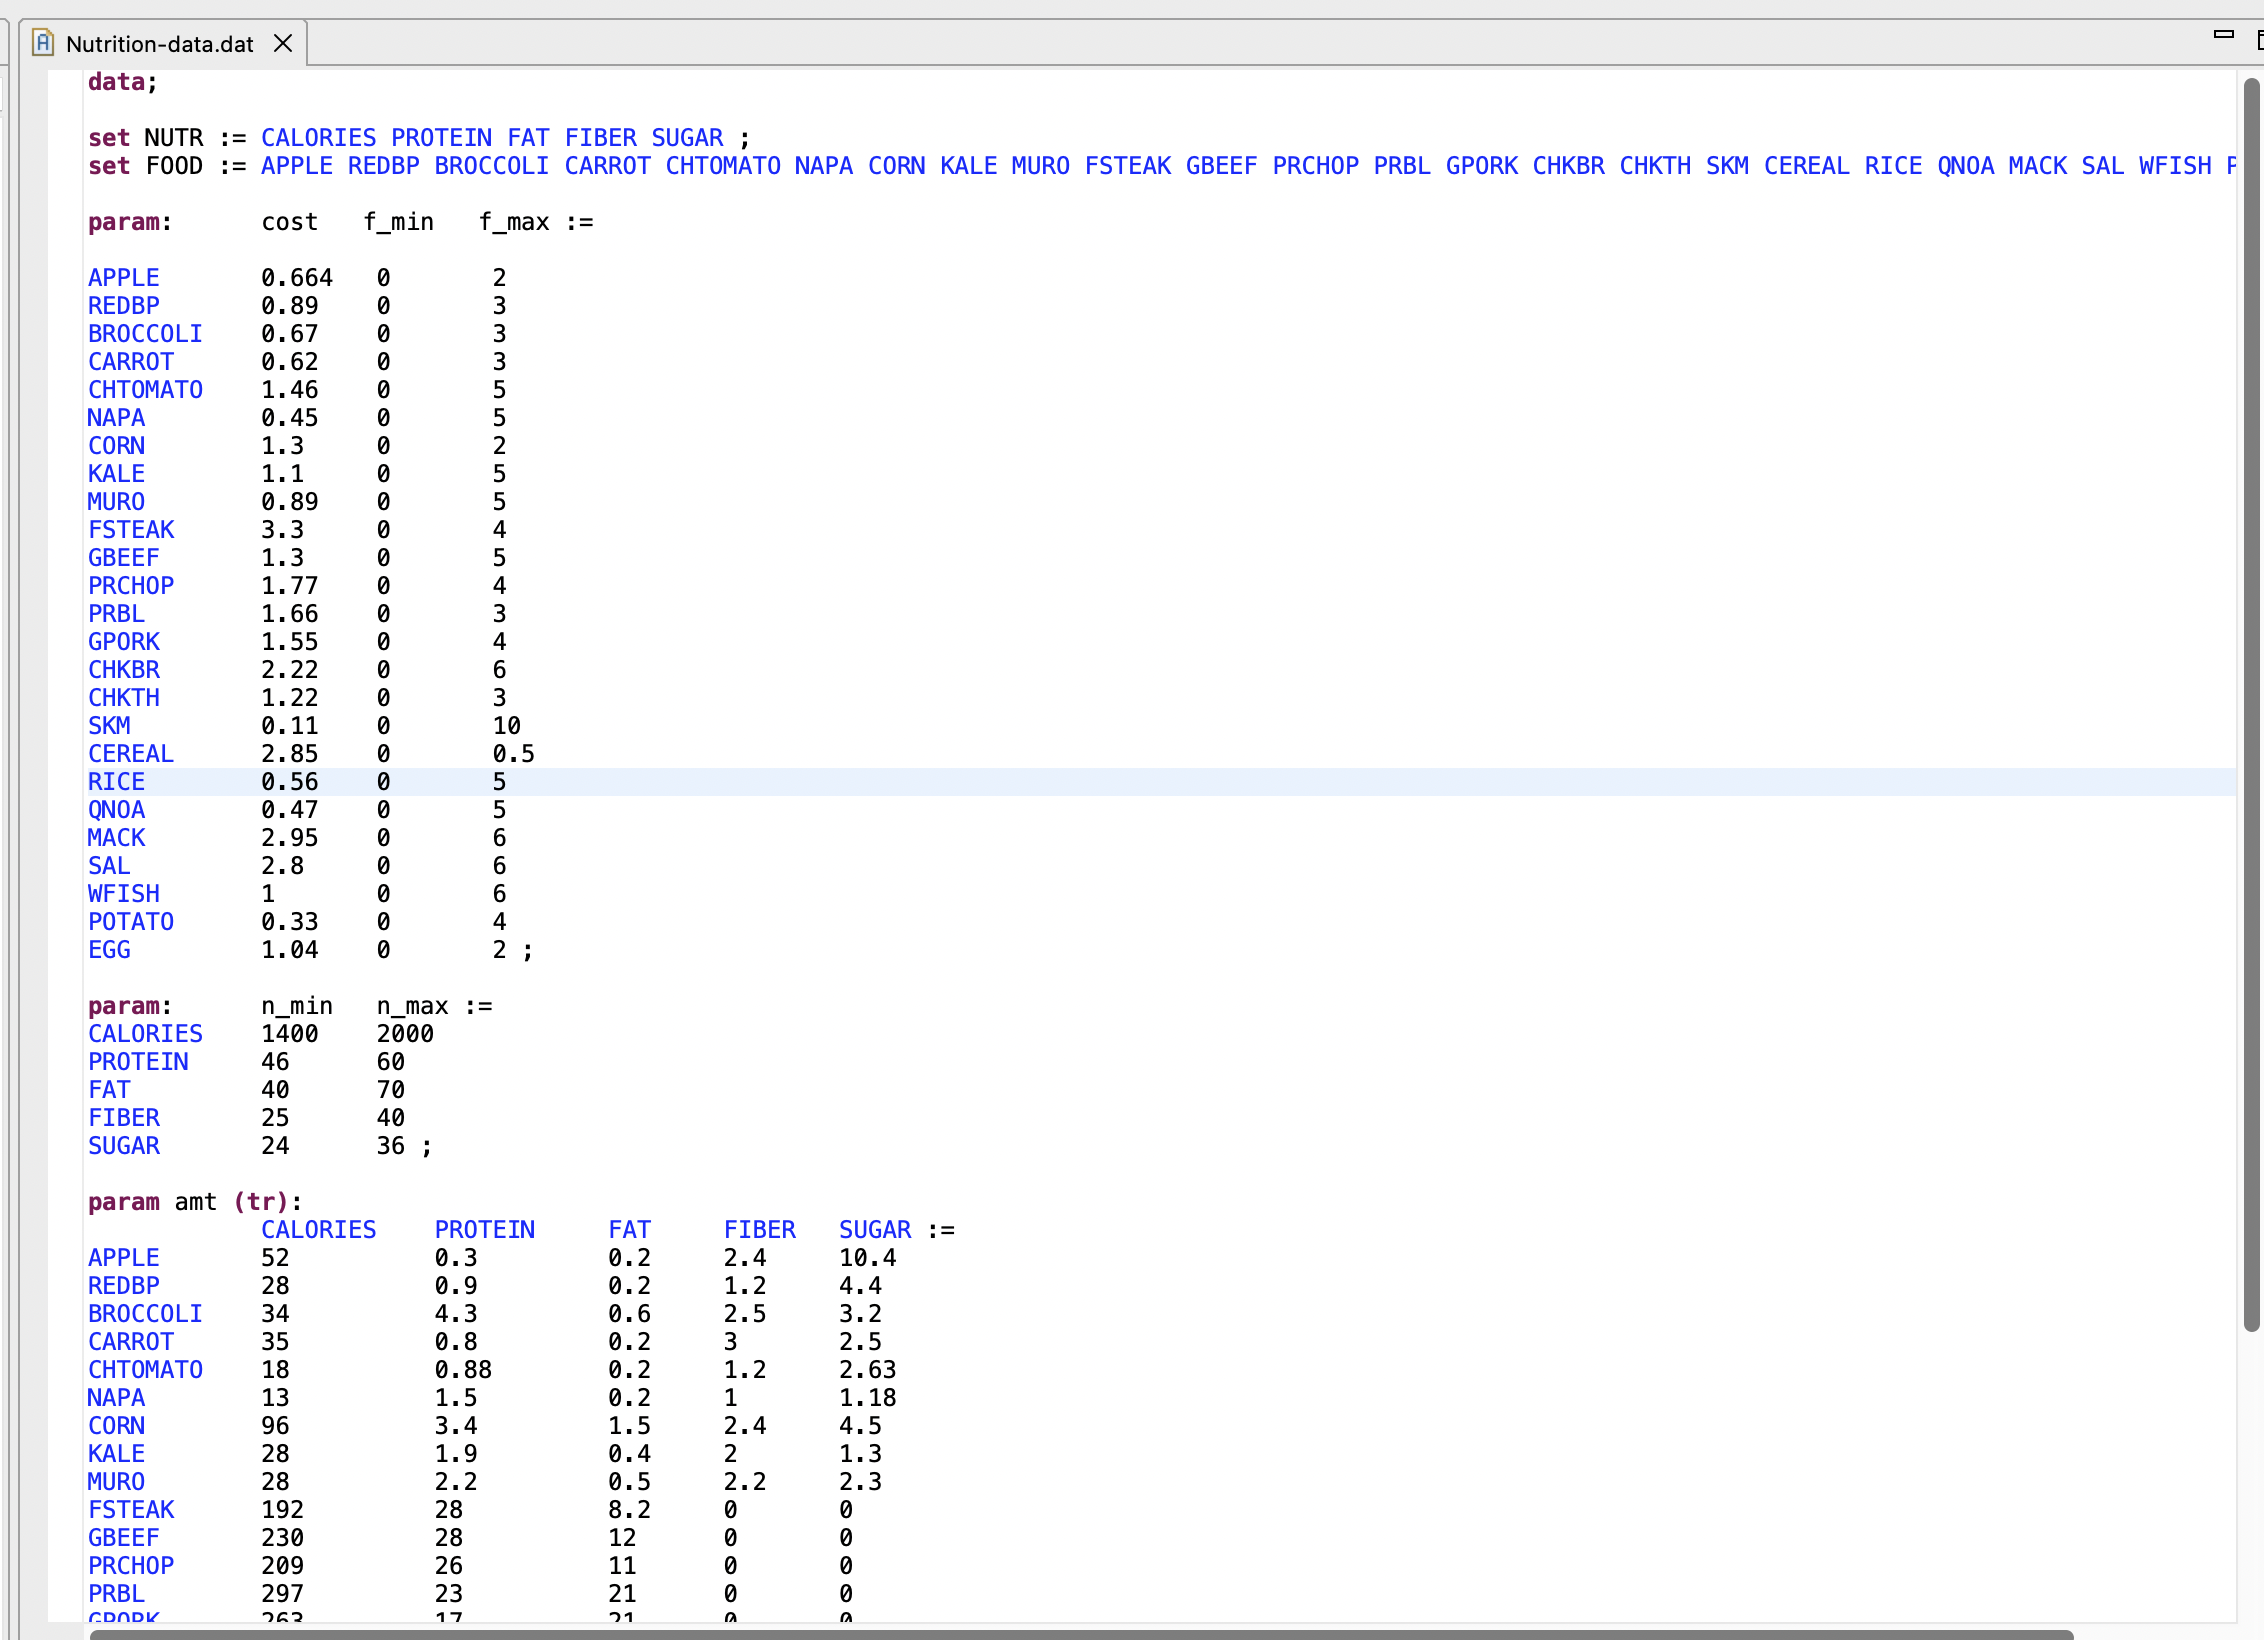 Nutrition-data.dat
data;
set NUTR := CALORIES PROTEIN FAT FIBER SUGAR ;
set FOOD := APPLE REDBP BROCCOLI CARROT CHTOMATO NAPA CORN KALE MURO FSTEAK GBEEF PRCHOP PRBL GPORK CHKBR CHKTH SKM CEREAL RICE QNOA MACK SAL WFISH
param: cost f_min f_max :=
APPLE 0.664 0 2
REDBP 0.89 0 3
BROCCOLI 0.67 0 3
CARROT 0.62 0 3
CHTOMATO 1.46 0 5
NAPA 0.45 0 5
CORN 1.3 0 2
KALE 1.1 0 5
MURO 0.89 0 5
FSTEAK 3.3 0 4
GBEEF 1.3 0 5
PRCHOP 1.77 0 4
PRBL 1.66 0 3
GPORK 1.55 0 4
CHKBR 2.22 0 6
CHKTH 1.22 0 3
SKM 0.11 0 10
CEREAL 2.85 0 0.5
RICE 0.56 0 5
QNOA 0.47 0 5
MACK 2.95 0 6
SAL 2.8 0 6
WFISH 1 0 6
POTATO 0.33 0 4
EGG 1.04 0 2 ;
param: n_min n_max :=
CALORIES 1400 2000
PROTEIN 46 60
FAT 40 70
FIBER 25 40
SUGAR 24 36 ;
param amt (tr):
CALORIES PROTEIN FAT FIBER SUGAR :=
APPLE 52 0.3 0.2 2.4 10.4
REDBP 28 0.9 0.2 1.2 4.4
BROCCOLI 34 4.3 0.6 2.5 3.2
CARROT 35 0.8 0.2 3 2.5
CHTOMATO 18 0.88 0.2 1.2 2.63
NAPA 13 1.5 0.2 1 1.18
CORN 96 3.4 1.5 2.4 4.5
KALE 28 1.9 0.4 2 1.3
MURO 28 2.2 0.5 2.2 2.3
FSTEAK 192 28 8.2 0 0
GBEEF 230 28 12 0 0
PRCHOP 209 26 11 0 0
PRBL 297 23 21 0 0
GPORK 263 17 21 0 0